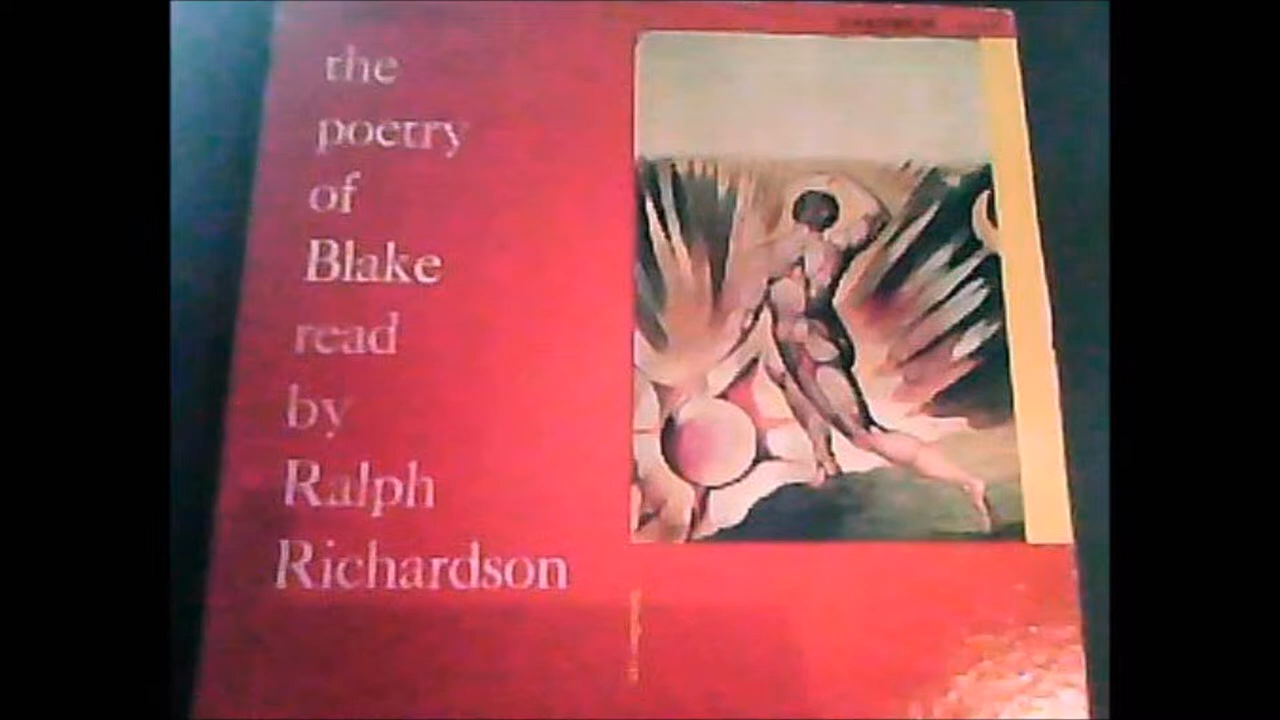 the
poetry
of
Blake
read
by
Ralph
Richardson